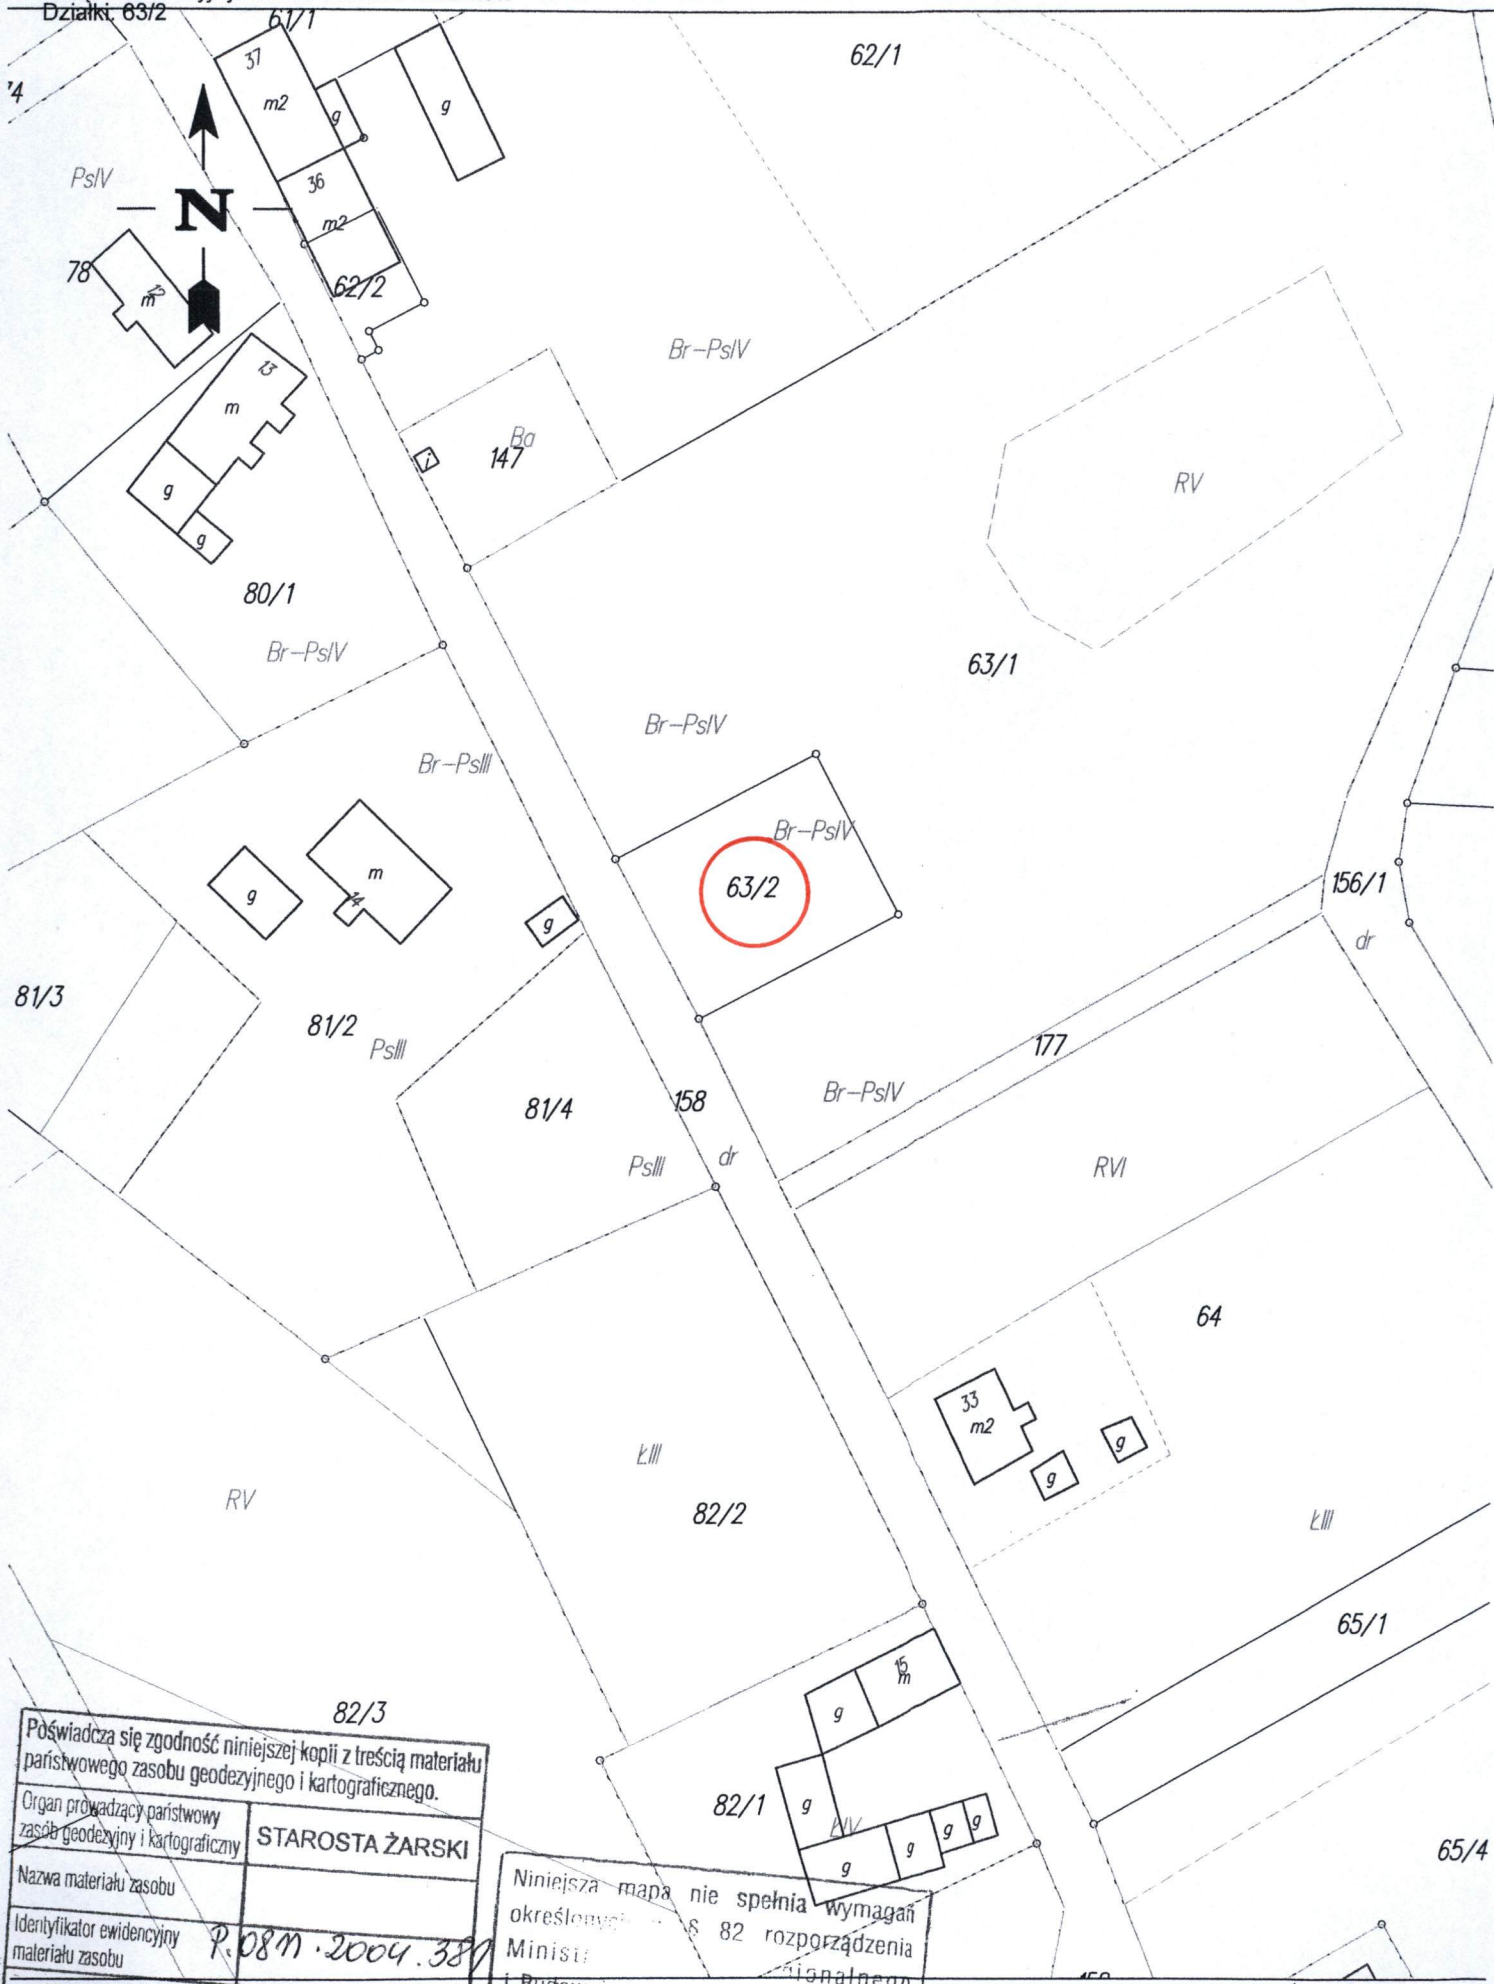 Działki: 63/2
61/1
62/1
37
m2
g
g
PsIV
N
36
m2
78
12
m
62/2
13
m
Br-PsIV
Ba
147
i
g
g
RV
80/1
Br-PsIV
63/1
Br-PsIV
Br-PsIII
Br-PsIV
63/2
m
14
g
g
156/1
dr
81/3
81/2
PsIII
177
81/4
158
Br-PsIV
PsIII
dr
RVI
64
33
m2
g
g
ŁIII
RV
82/2
ŁIII
65/1
15
m
g
82/3
82/1
g
ŁIV
g
g
g
g
65/4
Poświadcza się zgodność niniejszej kopii z treścią materiału
państwowego zasobu geodezyjnego i kartograficznego.
Organ prowadzący państwowy
zasób geodezyjny i kartograficzny
STAROSTA ŻARSKI
Nazwa materiału zasobu
Identyfikator ewidencyjny
materiału zasobu
P.0811.2004.381
Niniejsza mapa nie spełnia wymagań
§ 82 rozporządzenia